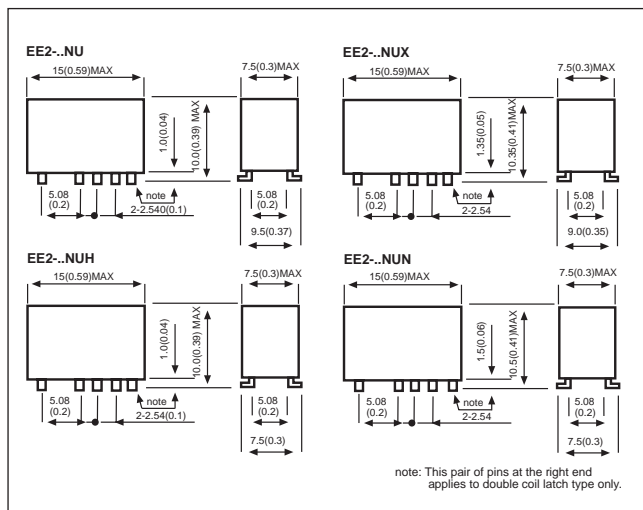 EE2-..NU
15(0.59)MAX
7.5(0.3)MAX
1.0(0.04)
10.0(0.39) MAX
note
5.08
(0.2)
2-2.540(0.1)
5.08
(0.2)
9.5(0.37)
EE2-..NUX
15(0.59)MAX
7.5(0.3)MAX
1.35(0.05)
10.35(0.41) MAX
note
5.08
(0.2)
2-2.54
5.08
(0.2)
9.0(0.35)
EE2-..NUH
15(0.59)MAX
7.5(0.3)MAX
1.0(0.04)
10.0(0.39) MAX
note
5.08
(0.2)
2-2.54(0.1)
5.08
(0.2)
7.5(0.3)
EE2-..NUN
15(0.59)MAX
7.5(0.3)MAX
1.5(0.06)
10.5(0.41)MAX
note
5.08
(0.2)
2-2.54
5.08
(0.2)
7.5(0.3)
note: This pair of pins at the right end
applies to double coil latch type only.